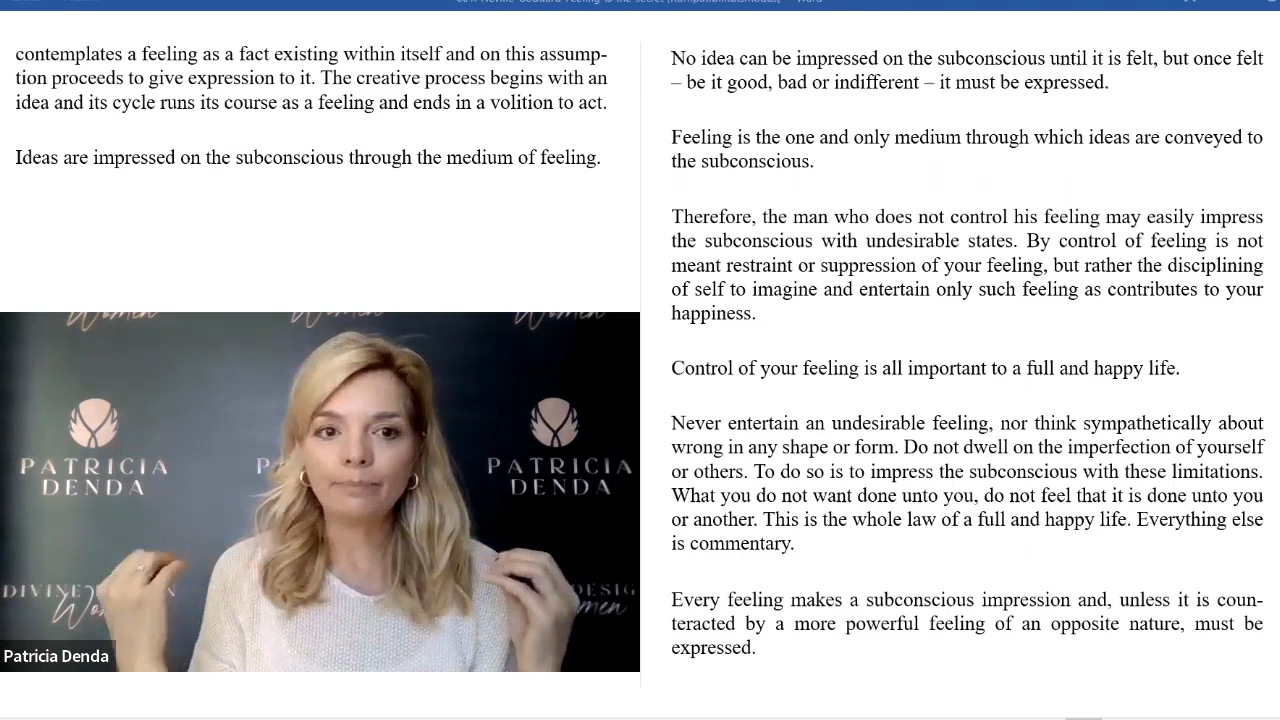 contemplates a feeling as a fact existing within itself and on this assump-
tion proceeds to give expression to it. The creative process begins with an
idea and its cycle runs its course as a feeling and ends in a volition to act.
Ideas are impressed on the subconscious through the medium of feeling.
Women
PATRICIA
DENDA
P
PATRICIA
DENDA
DIVINE
Wo
DESIG
men
Patricia Denda
No idea can be impressed on the subconscious until it is felt, but once felt
– be it good, bad or indifferent – it must be expressed.
Feeling is the one and only medium through which ideas are conveyed to
the subconscious.
Therefore, the man who does not control his feeling may easily impress
the subconscious with undesirable states. By control of feeling is not
meant restraint or suppression of your feeling, but rather the disciplining
of self to imagine and entertain only such feeling as contributes to your
happiness.
Control of your feeling is all important to a full and happy life.
Never entertain an undesirable feeling, nor think sympathetically about
wrong in any shape or form. Do not dwell on the imperfection of yourself
or others. To do so is to impress the subconscious with these limitations.
What you do not want done unto you, do not feel that it is done unto you
or another. This is the whole law of a full and happy life. Everything else
is commentary.
Every feeling makes a subconscious impression and, unless it is coun-
teracted by a more powerful feeling of an opposite nature, must be
expressed.